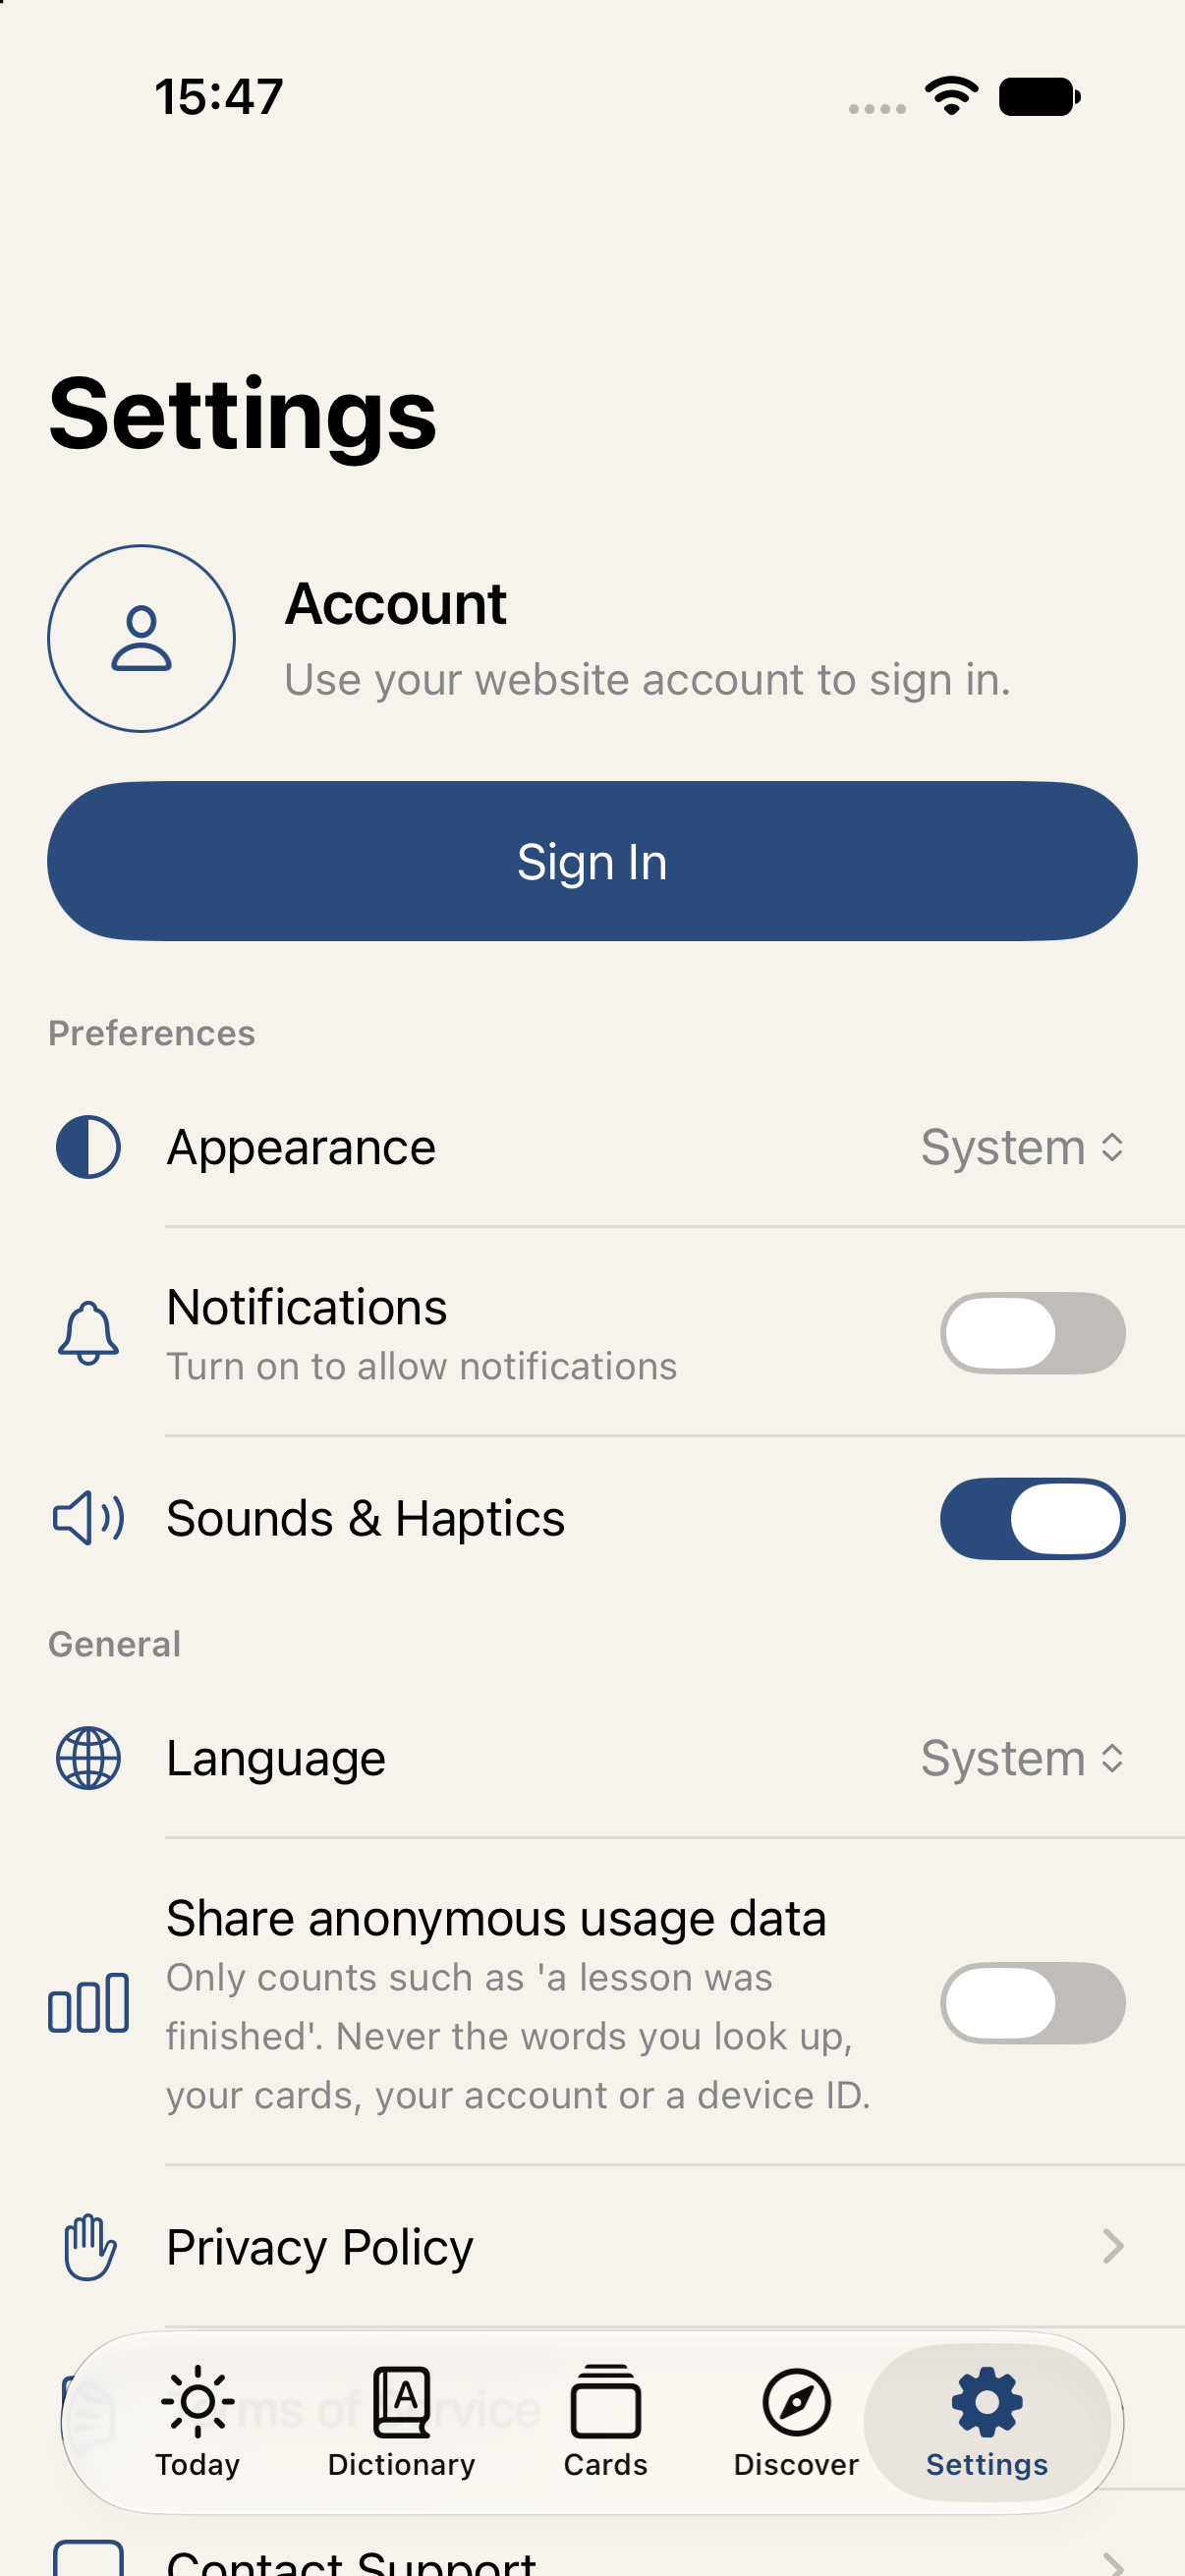 15:47
Settings
Account
Use your website account to sign in.
Sign In
Preferences
Appearance
System
Notifications
Turn on to allow notifications
Sounds & Haptics
General
Language
System
Share anonymous usage data
Only counts such as 'a lesson was
finished'. Never the words you look up,
your cards, your account or a device ID.
Privacy Policy
Terms of Service
Today
Dictionary
Cards
Discover
Settings
Contact Support